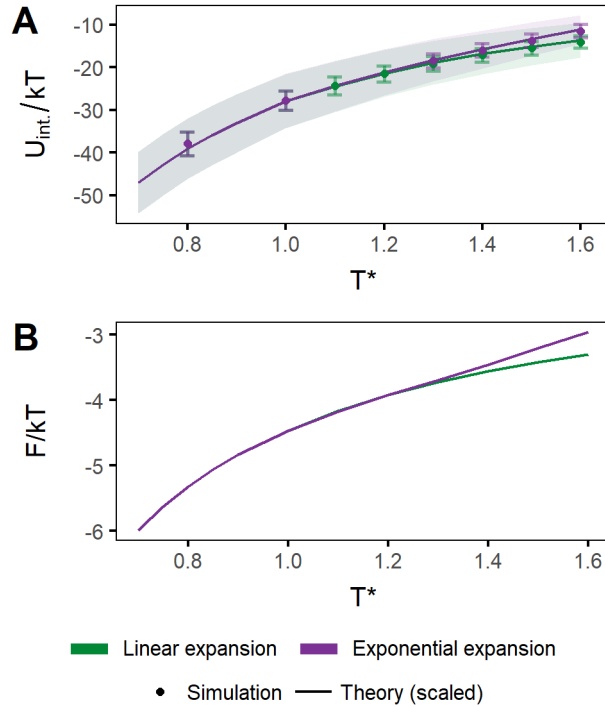 A
U_int./kT
-10
-20
-30
-40
-50
0.8 1.0 1.2 1.4 1.6
T*
B
F/kT
-3
-4
-5
-6
0.8 1.0 1.2 1.4 1.6
T*
Linear expansion Exponential expansion
Simulation Theory (scaled)